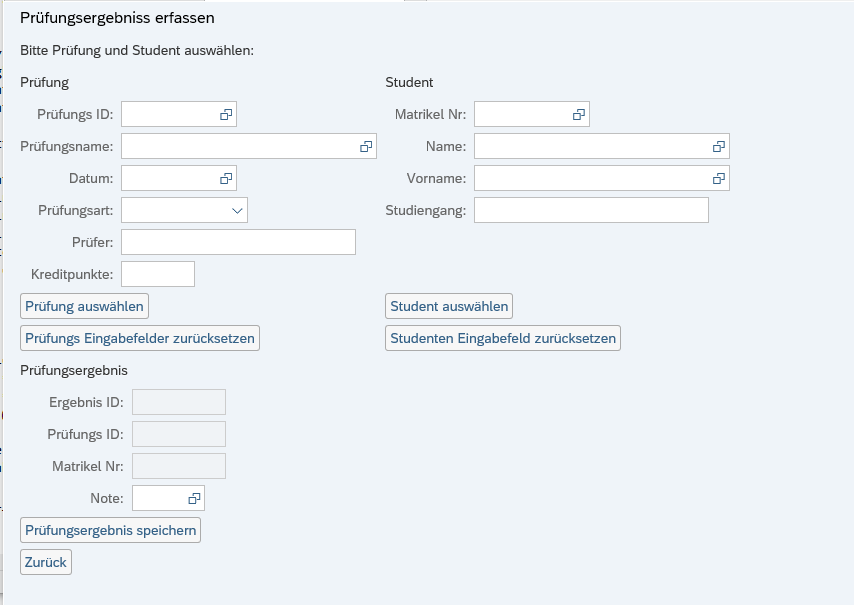 Prüfungsergebniss erfassen
Bitte Prüfung und Student auswählen:
Prüfung
Student
Prüfungs ID:
Matrikel Nr:
Prüfungsname:
Name:
Datum:
Vorname:
Prüfungsart:
Studiengang:
Prüfer:
Kreditpunkte:
Prüfung auswählen
Student auswählen
Prüfungs Eingabefelder zurücksetzen
Studenten Eingabefeld zurücksetzen
Prüfungsergebnis
Ergebnis ID:
Prüfungs ID:
Matrikel Nr:
Note:
Prüfungsergebnis speichern
Zurück